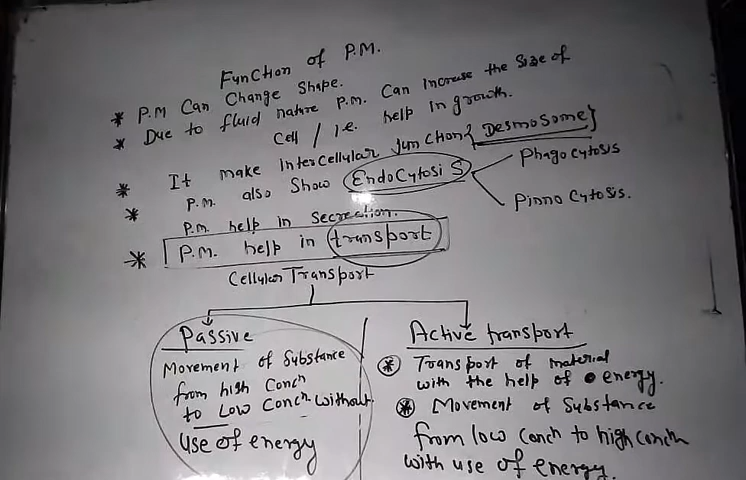 Function of P.M.
* P.M Can Change Shape.
* Due to fluid nature P.M. Can Increase the Size of
Cell / I.e. help In growth.
* It make Intercellular Junction { Desmosome }
* P.M. also Show EndoCytosiS
Phagocytosis
Pinno Cytosis.
P.M. help in Secreation.
* P.M. help in transport
Cellular Transport
Passive
Movement of Substance
from high Conc^n
to Low Conc^n Without
Use of energy
Active transport
* Transport of material
with the help of energy.
* Movement of Substance
from low Conc^n to high Conc^n
with use of energy.